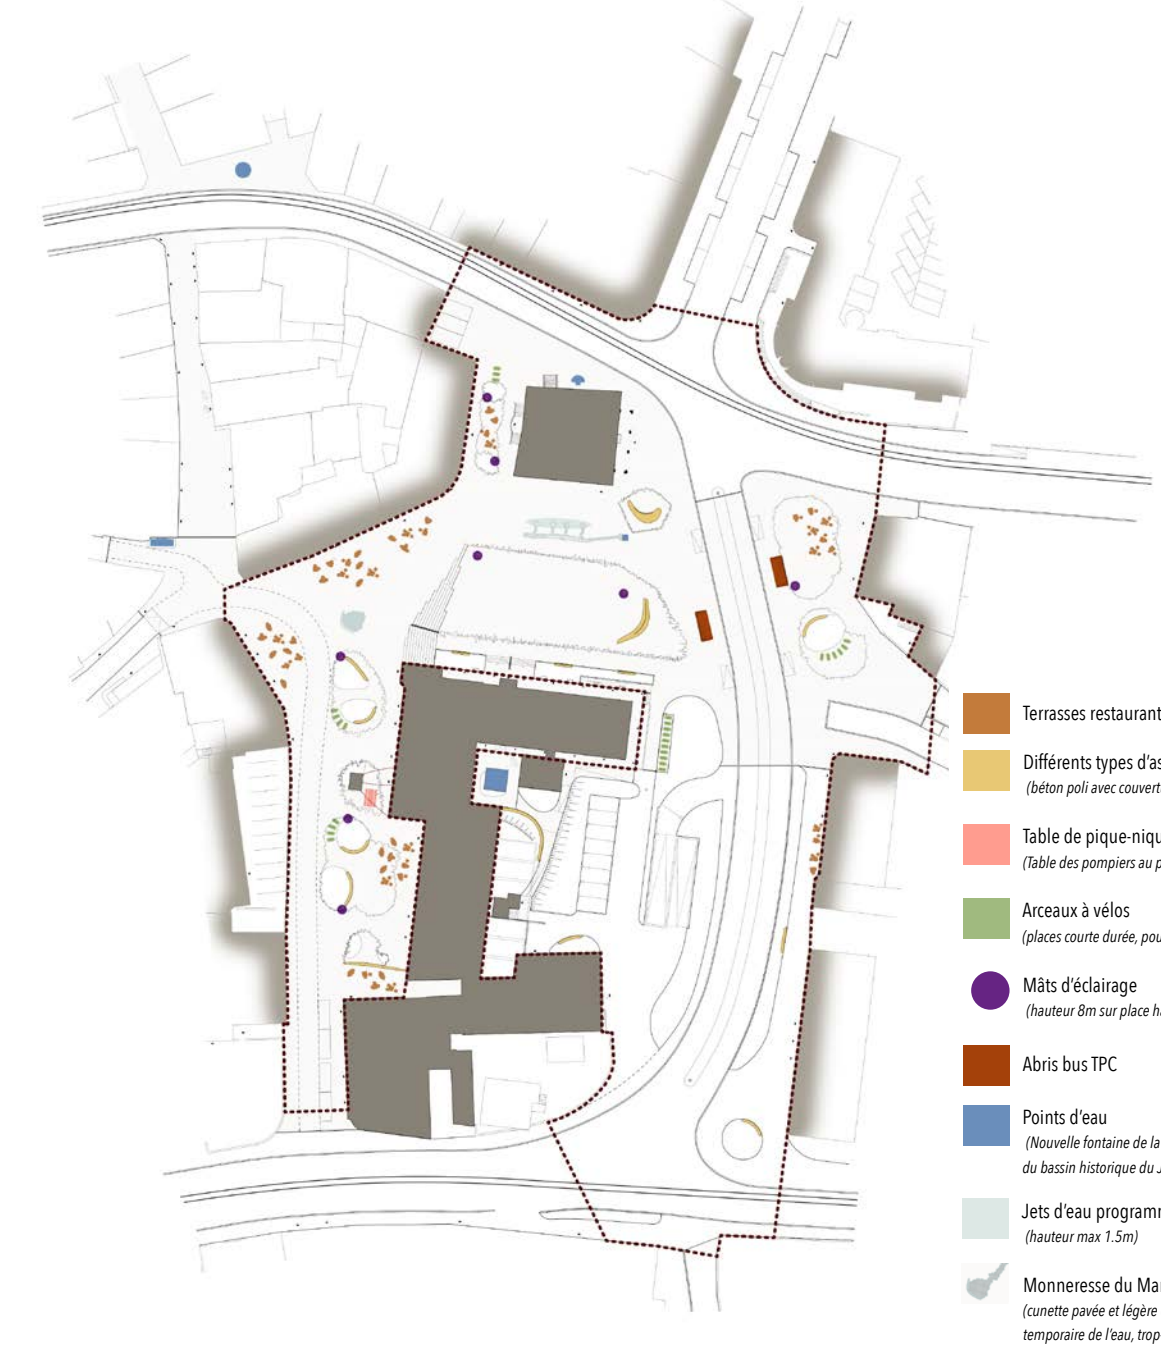 Terrasses restaurant
Différents types d'as
(béton poli avec couvert
Table de pique-niqu
(Table des pompiers au p
Arceaux à vélos
(places courte durée, pou
Mâts d'éclairage
(hauteur 8m sur place ha
Abris bus TPC
Points d'eau
(Nouvelle fontaine de la
du bassin historique du J
Jets d'eau programm
(hauteur max 1.5m)
Monneresse du Mar
(cunette pavée et légère
temporaire de l'eau, trop